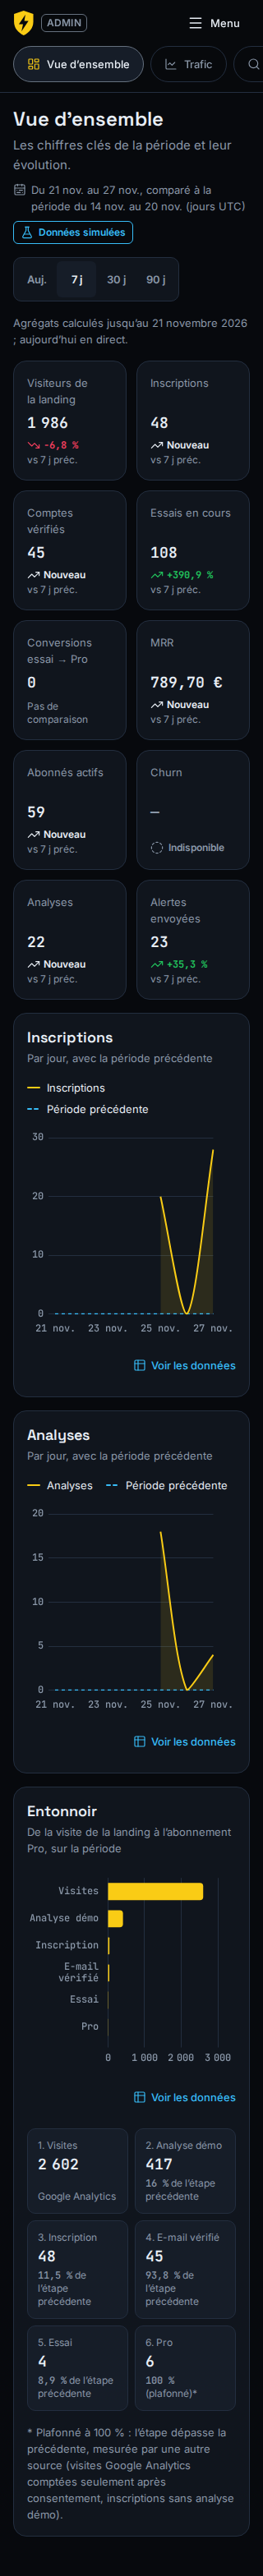 ADMIN
Menu
Vue d'ensemble
Trafic
Vue d'ensemble
Les chiffres clés de la période et leur
évolution.
Du 21 nov. au 27 nov., comparé à la
période du 14 nov. au 20 nov. (jours UTC)
Données simulées
Auj. 7 j 30 j 90 j
Agrégats calculés jusqu'au 21 novembre 2026
; aujourd'hui en direct.
Visiteurs de
la landing
1 986
-6,8 %
vs 7 j préc.
Inscriptions
48
Nouveau
vs 7 j préc.
Comptes
vérifiés
45
Nouveau
vs 7 j préc.
Essais en cours
108
+390,9 %
vs 7 j préc.
Conversions
essai → Pro
0
Pas de
comparaison
MRR
789,70 €
Nouveau
vs 7 j préc.
Abonnés actifs
59
Nouveau
vs 7 j préc.
Churn
—
Indisponible
Analyses
22
Nouveau
vs 7 j préc.
Alertes
envoyées
23
+35,3 %
vs 7 j préc.
Inscriptions
Par jour, avec la période précédente
Inscriptions
Période précédente
30
20
10
0
21 nov. 23 nov. 25 nov. 27 nov.
Voir les données
Analyses
Par jour, avec la période précédente
Analyses Période précédente
20
15
10
5
0
21 nov. 23 nov. 25 nov. 27 nov.
Voir les données
Entonnoir
De la visite de la landing à l'abonnement
Pro, sur la période
Visites
Analyse démo
Inscription
E-mail
vérifié
Essai
Pro
0 1 000 2 000 3 000
Voir les données
1. Visites
2 602
Google Analytics
2. Analyse démo
417
16 % de l'étape
précédente
3. Inscription
48
11,5 % de
l'étape
précédente
4. E-mail vérifié
45
93,8 % de
l'étape
précédente
5. Essai
4
8,9 % de l'étape
précédente
6. Pro
6
100 %
(plafonné)*
* Plafonné à 100 % : l'étape dépasse la
précédente, mesurée par une autre
source (visites Google Analytics
comptées seulement après
consentement, inscriptions sans analyse
démo).